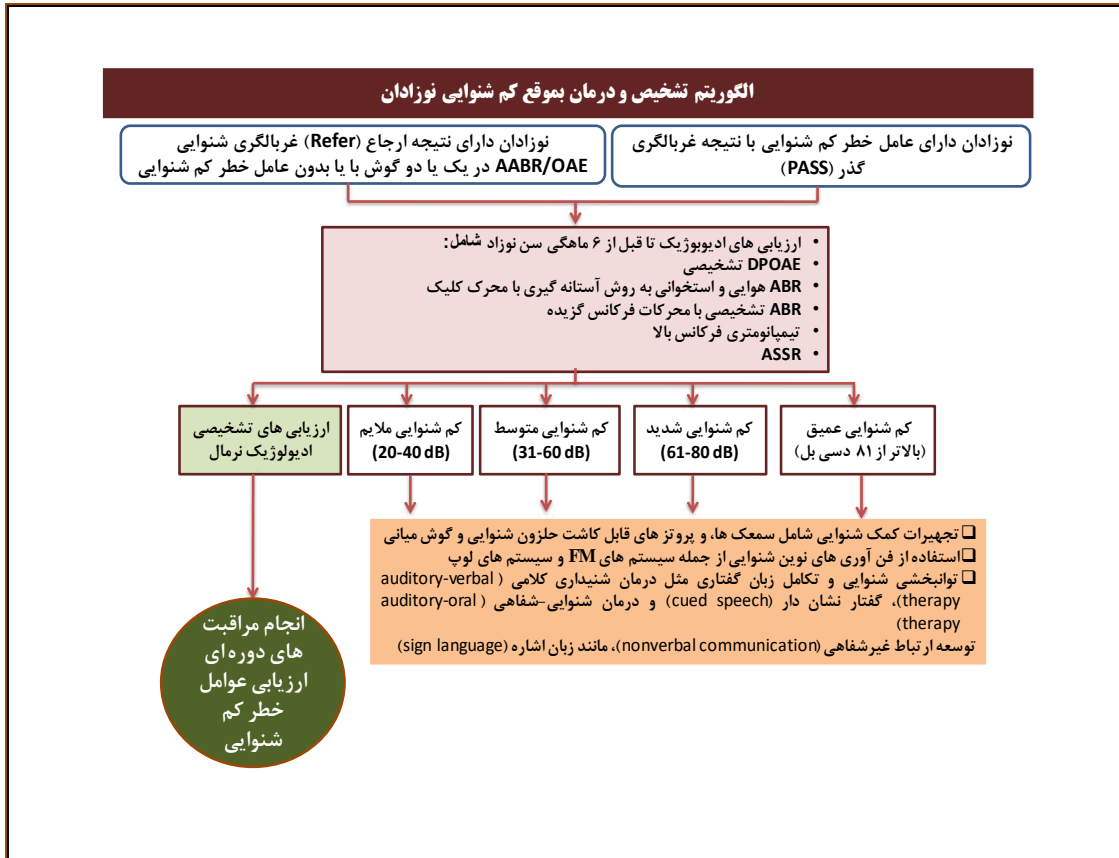 الگوریتم تشخیص و درمان بموقع کم شنوایی نوزادان
نوزادان دارای عامل خطر کم شنوایی با نتیجه غربالگری
گذر (PASS)
نوزادان دارای نتیجه ارجاع (Refer) غربالگری شنوایی
AABR/OAE در یک یا دو گوش با یا بدون عامل خطر کم شنوایی
• ارزیابی های ادیوبوژیک تا قبل از ۶ ماهگی سن نوزاد شامل:
• DPOAE تشخیصی
• ABR هوایی و استخوانی به روش آستانه گیری با محرک کلیک
• ABR تشخیصی با محرکات فرکانس گزیده
• تیمپانومتری فرکانس بالا
• ASSR
کم شنوایی عمیق
(بالاتر از ۸۱ دسی بل)
کم شنوایی شدید
(61-80 dB)
کم شنوایی متوسط
(31-60 dB)
کم شنوایی ملایم
(20-40 dB)
ارزیابی های تشخیصی
ادیولوژیک نرمال
❑ تجهیرات کمک شنوایی شامل سمعک ها، و پروتز های قابل کاشت حلزون شنوایی و گوش میانی
❑ استفاده از فن آوری های نوین شنوایی از جمله سیستم های FM و سیستم های لوپ
❑ توانبخشی شنوایی و تکامل زبان گفتاری مثل درمان شنیداری کلامی (auditory-verbal
therapy)، گفتار نشان دار (cued speech) و درمان شنوایی-شفاهی (auditory-oral
therapy)
توسعه ارتباط غیرشفاهی (nonverbal communication)، مانند زبان اشاره (sign language)
انجام مراقبت
های دوره ای
ارزیابی عوامل
خطر کم
شنوایی